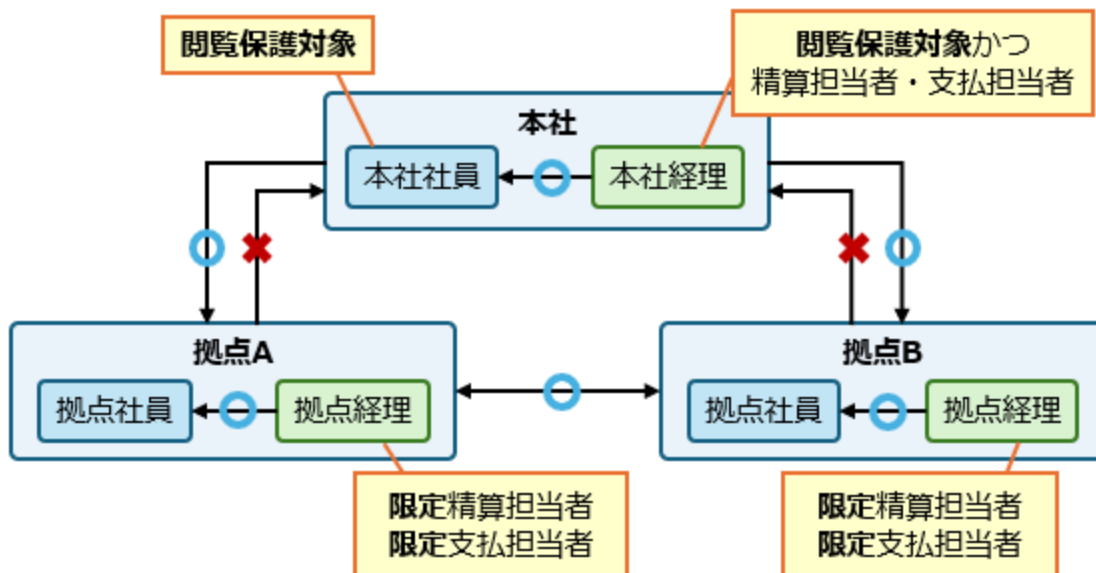 閲覧保護対象
閲覧保護対象かつ
精算担当者・支払担当者
本社
本社社員
本社経理
拠点A
拠点社員
拠点経理
拠点B
拠点社員
拠点経理
限定精算担当者
限定支払担当者
限定精算担当者
限定支払担当者